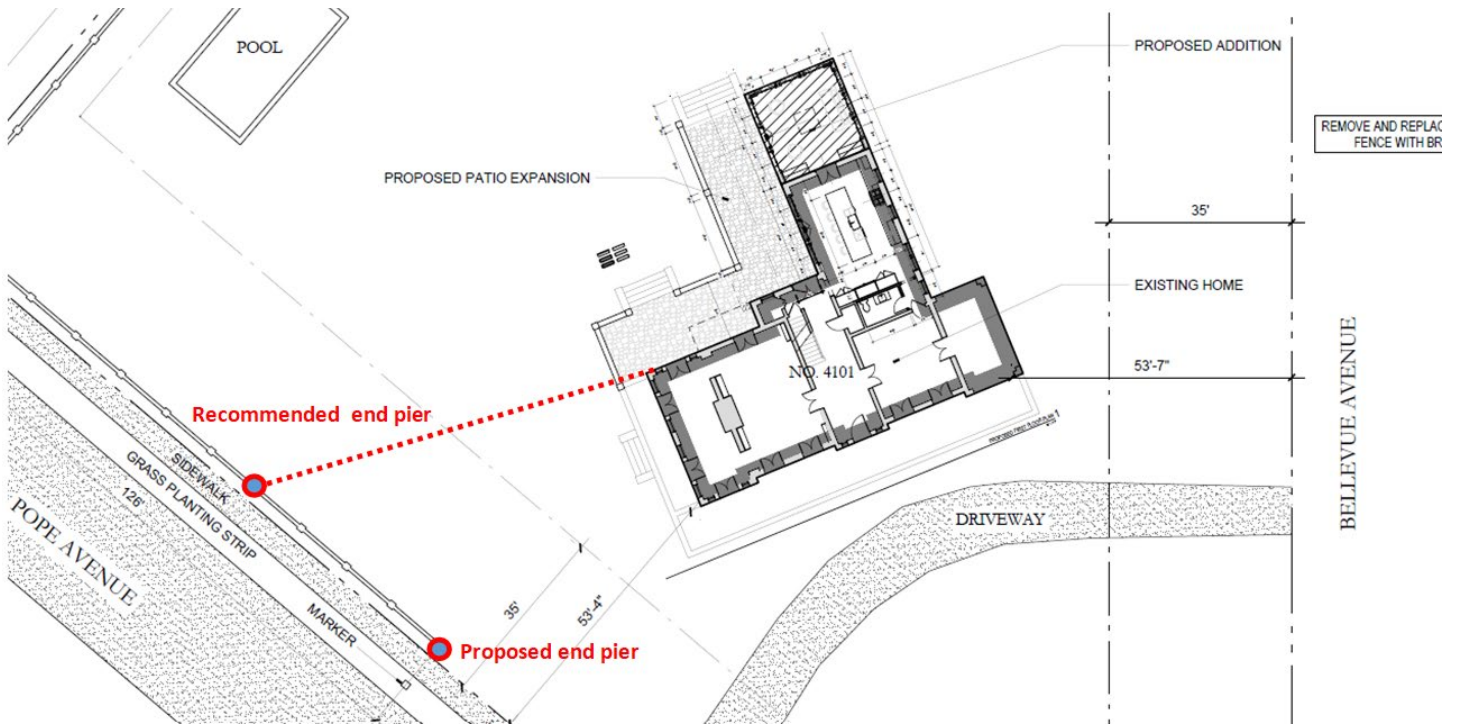 POOL
PROPOSED ADDITION
REMOVE AND REPLAC
FENCE WITH BR
PROPOSED PATIO EXPANSION
35'
EXISTING HOME
53'-7"
NO. 4101
BELLEVUE AVENUE
Recommended end pier
SIDEWALK
GRASS PLANTING STRIP
126'
POPE AVENUE
DRIVEWAY
35'
53'-4"
MARKER
Proposed end pier